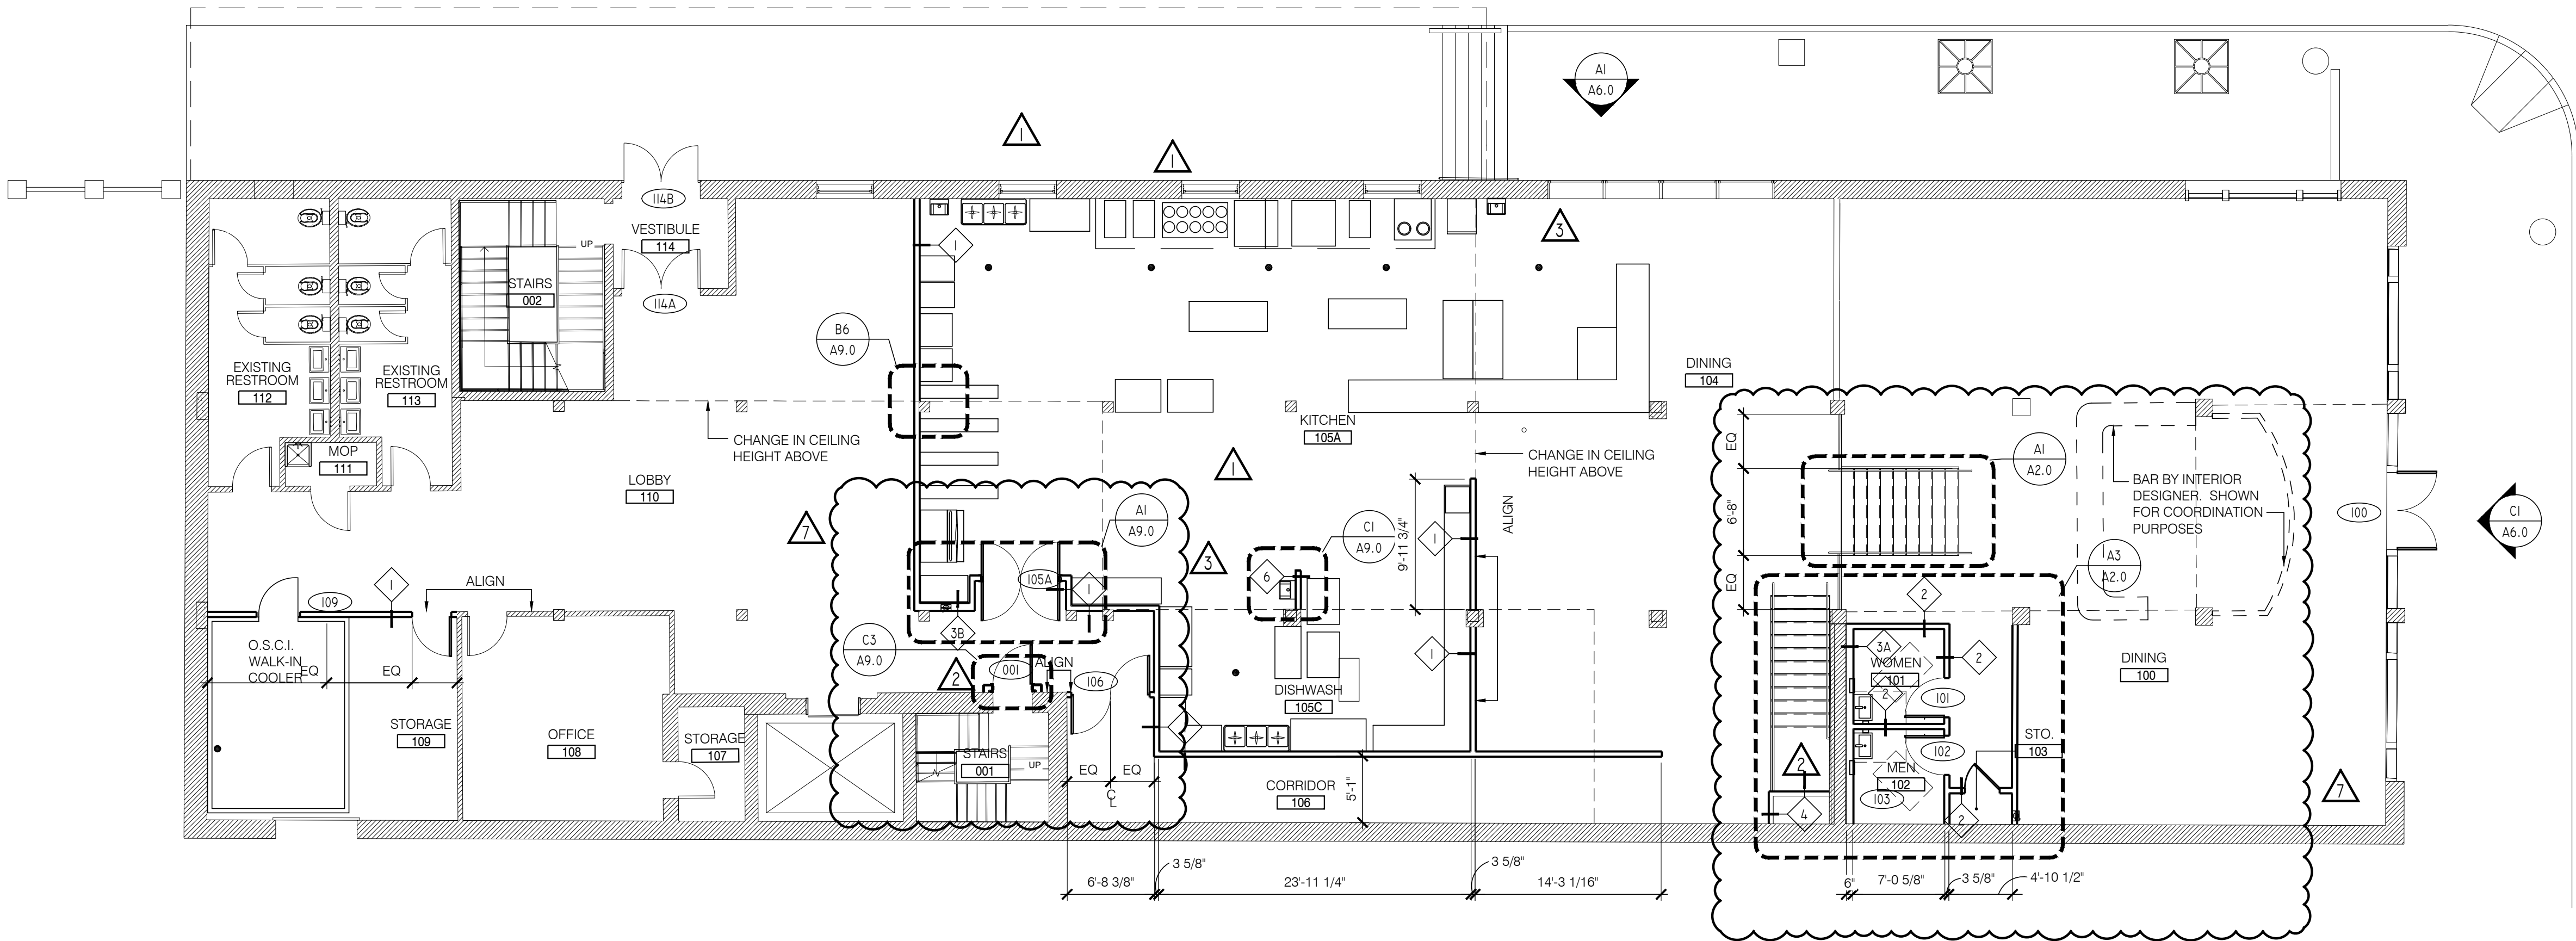 A1
A6.0
1
1
3
114B
VESTIBULE
114
114A
UP
STAIRS
002
1
B6
A9.0
EXISTING
RESTROOM
112
EXISTING
RESTROOM
113
MOP
111
CHANGE IN CEILING
HEIGHT ABOVE
LOBBY
110
KITCHEN
105A
1
CHANGE IN CEILING
HEIGHT ABOVE
DINING
104
EQ
6'-8"
EQ
A1
A2.0
BAR BY INTERIOR
DESIGNER.  SHOWN
FOR COORDINATION
PURPOSES
100
C1
A6.0
A3
A2.0
7
A1
A9.0
3
C1
A9.0
9'-11 3/4"
ALIGN
1
6
105A
1
3B
1
ALIGN
109
1
O.S.C.I.
WALK-IN
COOLER
EQ
EQ
STORAGE
109
OFFICE
108
STORAGE
107
C3
A9.0
2
001
ALIGN
106
STAIRS
001
UP
EQ
EQ
CL
DISHWASH
105C
CORRIDOR
106
5'-1"
2
3A
WOMEN
101
2
2
101
102
MEN
102
103
STO.
103
2
2
4
DINING
100
7
6'-8 3/8"
3 5/8"
23'-11 1/4"
3 5/8"
14'-3 1/16"
6"
7'-0 5/8"
3 5/8"
4'-10 1/2"